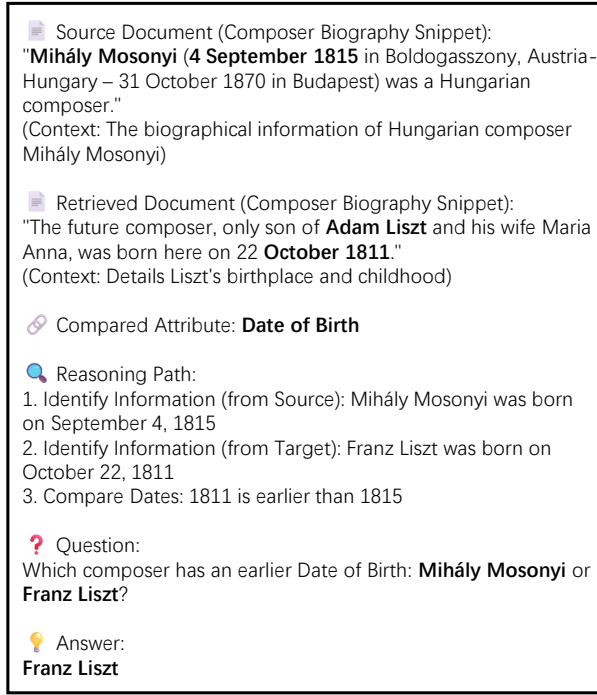 Source Document (Composer Biography Snippet):
"Mihály Mosonyi (4 September 1815 in Boldogasszony, Austria-
Hungary – 31 October 1870 in Budapest) was a Hungarian
composer."
(Context: The biographical information of Hungarian composer
Mihály Mosonyi)
Retrieved Document (Composer Biography Snippet):
"The future composer, only son of Adam Liszt and his wife Maria
Anna, was born here on 22 October 1811."
(Context: Details Liszt's birthplace and childhood)
Compared Attribute: Date of Birth
Reasoning Path:
1. Identify Information (from Source): Mihály Mosonyi was born
on September 4, 1815
2. Identify Information (from Target): Franz Liszt was born on
October 22, 1811
3. Compare Dates: 1811 is earlier than 1815
Question:
Which composer has an earlier Date of Birth: Mihály Mosonyi or
Franz Liszt?
Answer:
Franz Liszt